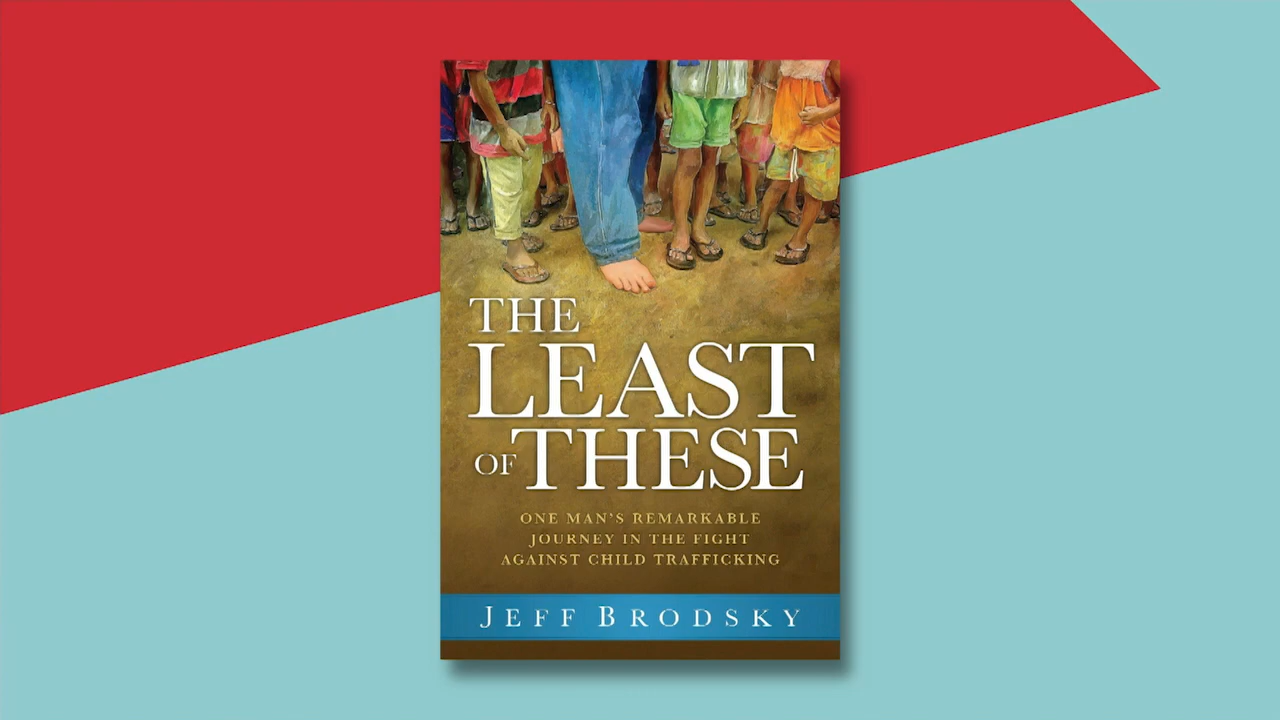 THE
LEAST
OF THESE
ONE MAN'S REMARKABLE
JOURNEY IN THE FIGHT
AGAINST CHILD TRAFFICKING
JEFF BRODSKY